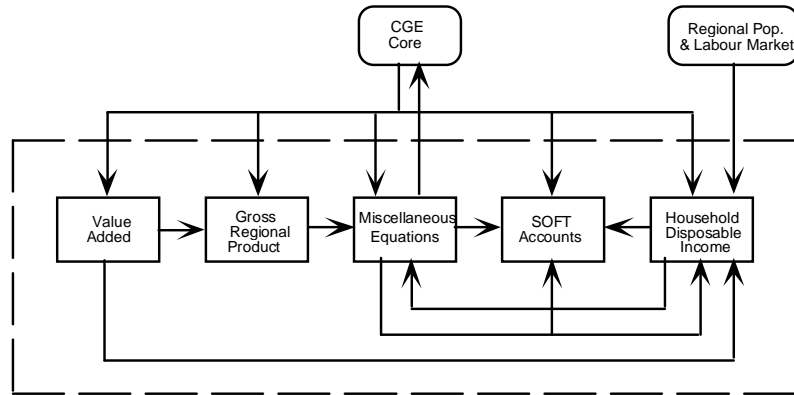 CGE
Core
Regional Pop.
& Labour Market
Value
Added
Gross
Regional
Product
Miscellaneous
Equations
SOFT
Accounts
Household
Disposable
Income